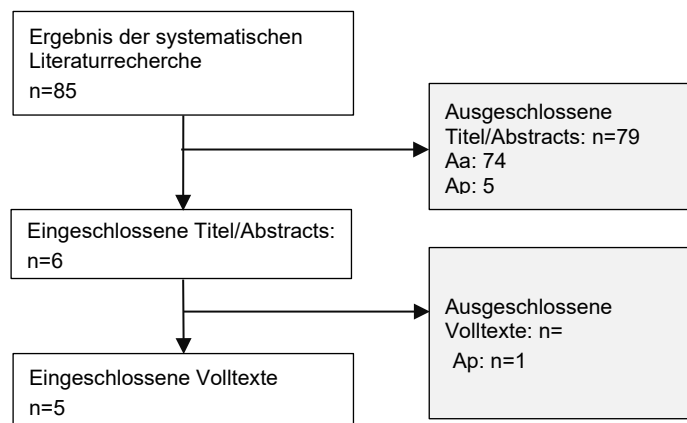 Ergebnis der systematischen
Literaturrecherche
n=85
Ausgeschlossene
Titel/Abstracts: n=79
Aa: 74
Ap: 5
Eingeschlossene Titel/Abstracts:
n=6
Ausgeschlossene
Volltexte: n=
Ap: n=1
Eingeschlossene Volltexte
n=5